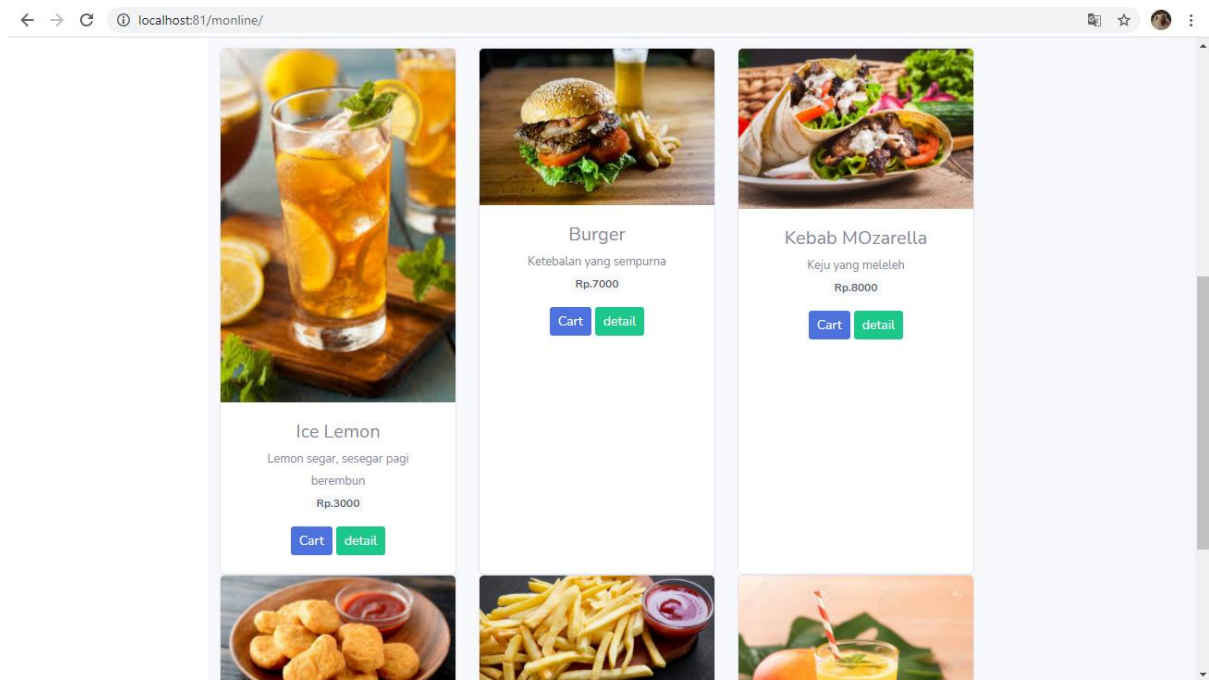 localhost:81/monline/
Burger
Ketebalan yang sempurna
Rp.7000
Cart detail
Kebab MOzarella
Keju yang meleleh
Rp.8000
Cart detail
Ice Lemon
Lemon segar, sesegar pagi
berembun
Rp.3000
Cart detail